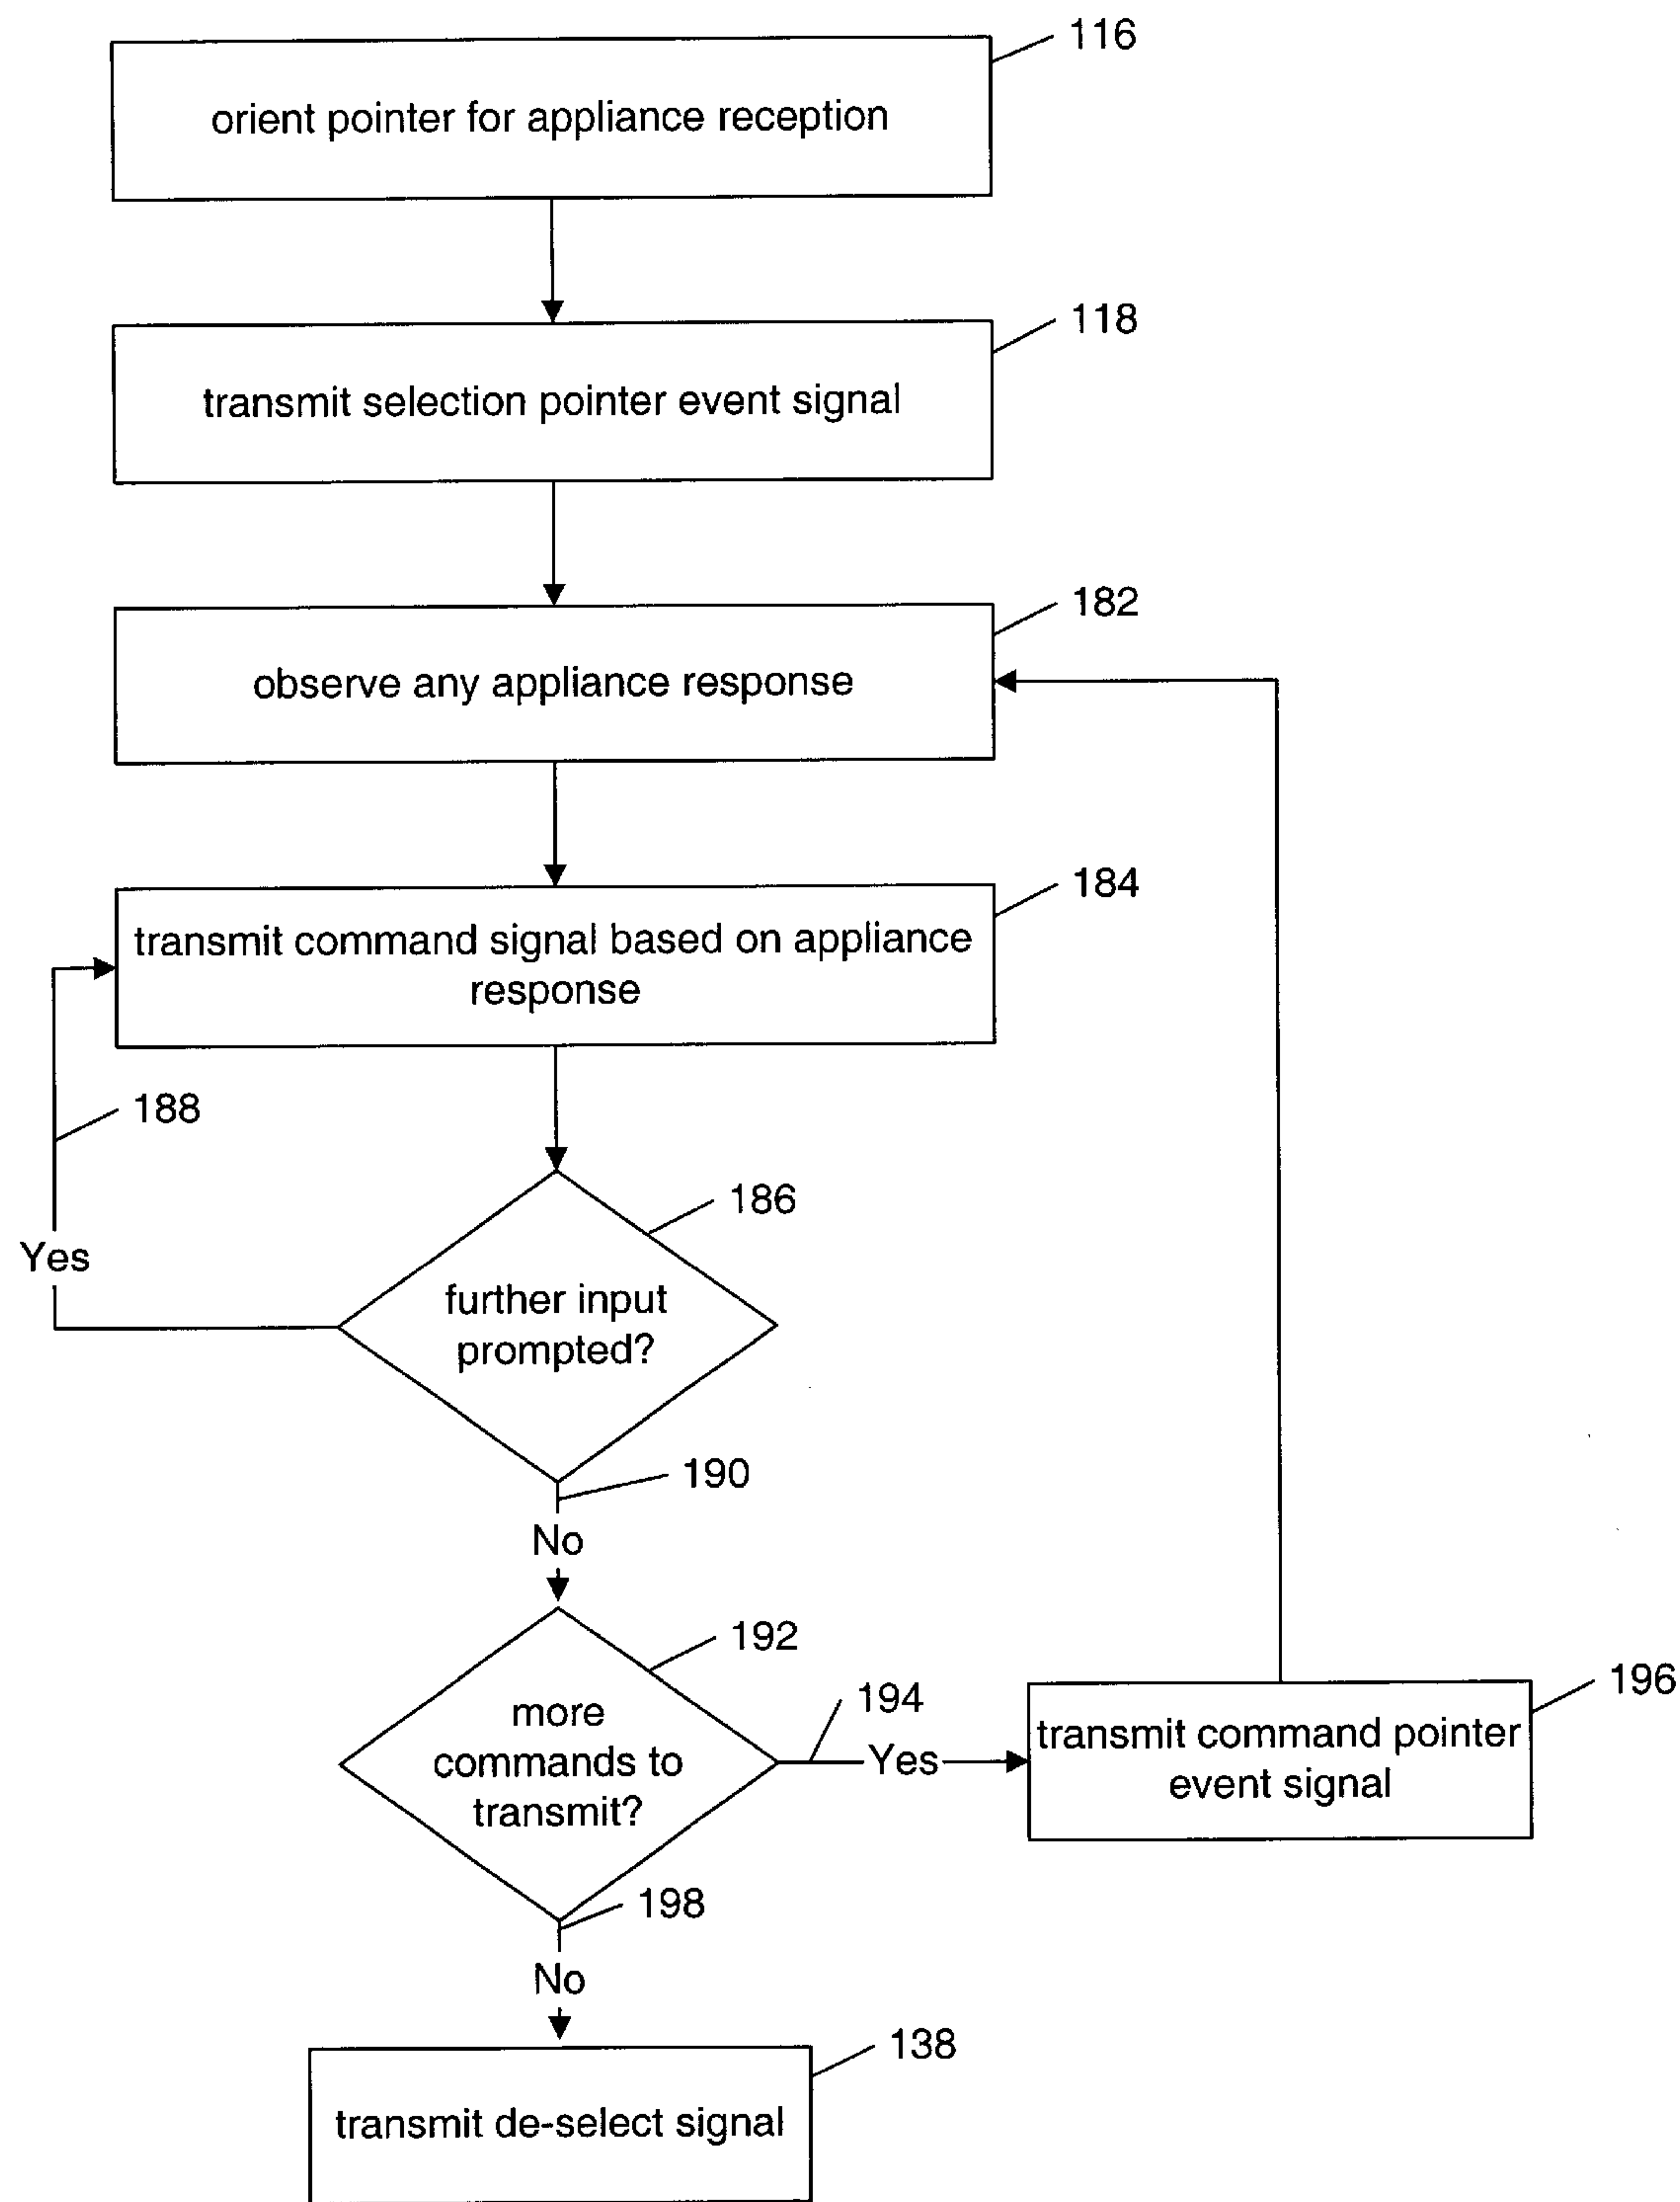 116
orient pointer for appliance reception
118
transmit selection pointer event signal
182
observe any appliance response
184
transmit command signal based on appliance
response
188
186
Yes
further input
prompted?
190
No
192
more
commands to
transmit?
194
Yes
196
transmit command pointer
event signal
198
No
138
transmit de-select signal